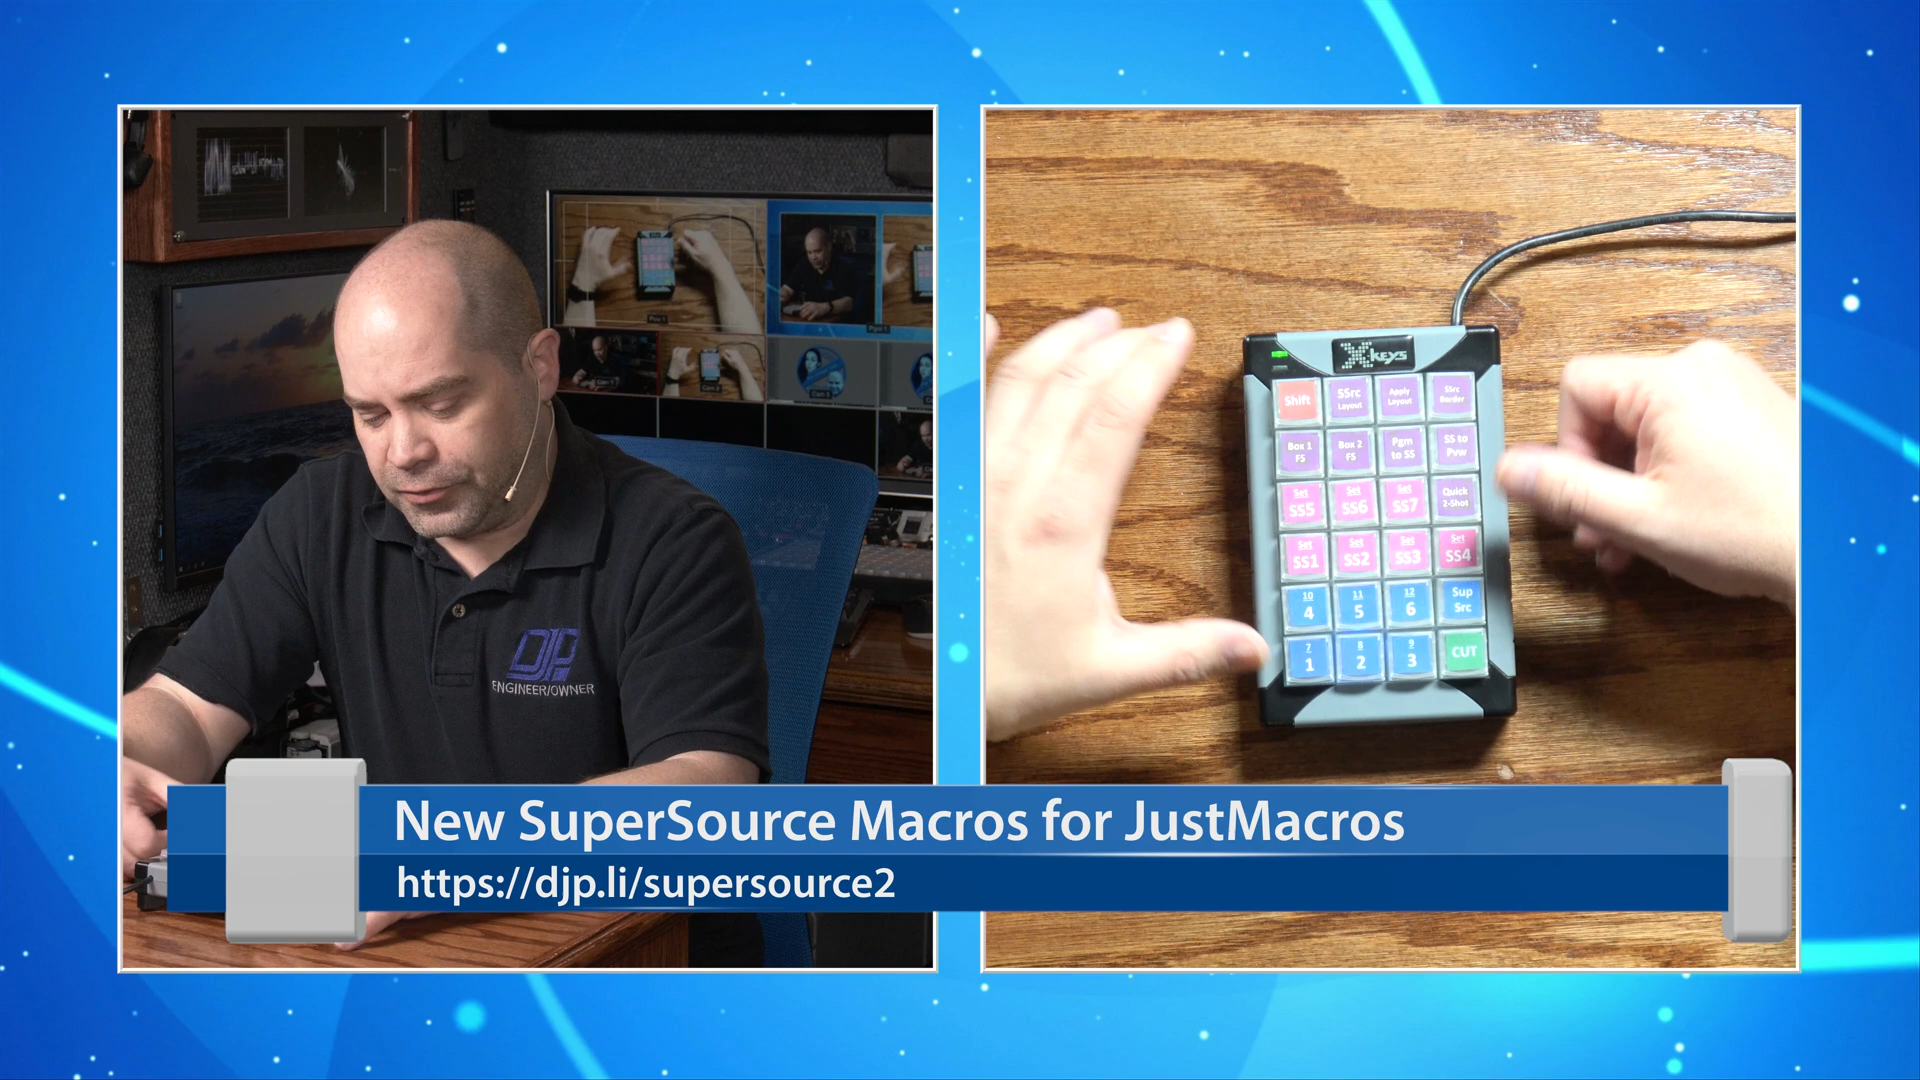 DJP
ENGINEER/OWNER
X keys
Shift
SSrc
Layout
Apply
Layout
SSrc
Border
Box 1
FS
Box 2
FS
Pgm
to SS
SS to
Pvw
Set
SS5
Set
SS6
Set
SS7
Quick
2-Shot
Set
SS1
Set
SS2
Set
SS3
Set
SS4
10
4
11
5
12
6
Sup
Src
7
1
8
2
9
3
CUT
New SuperSource Macros for JustMacros
https://djp.li/supersource2